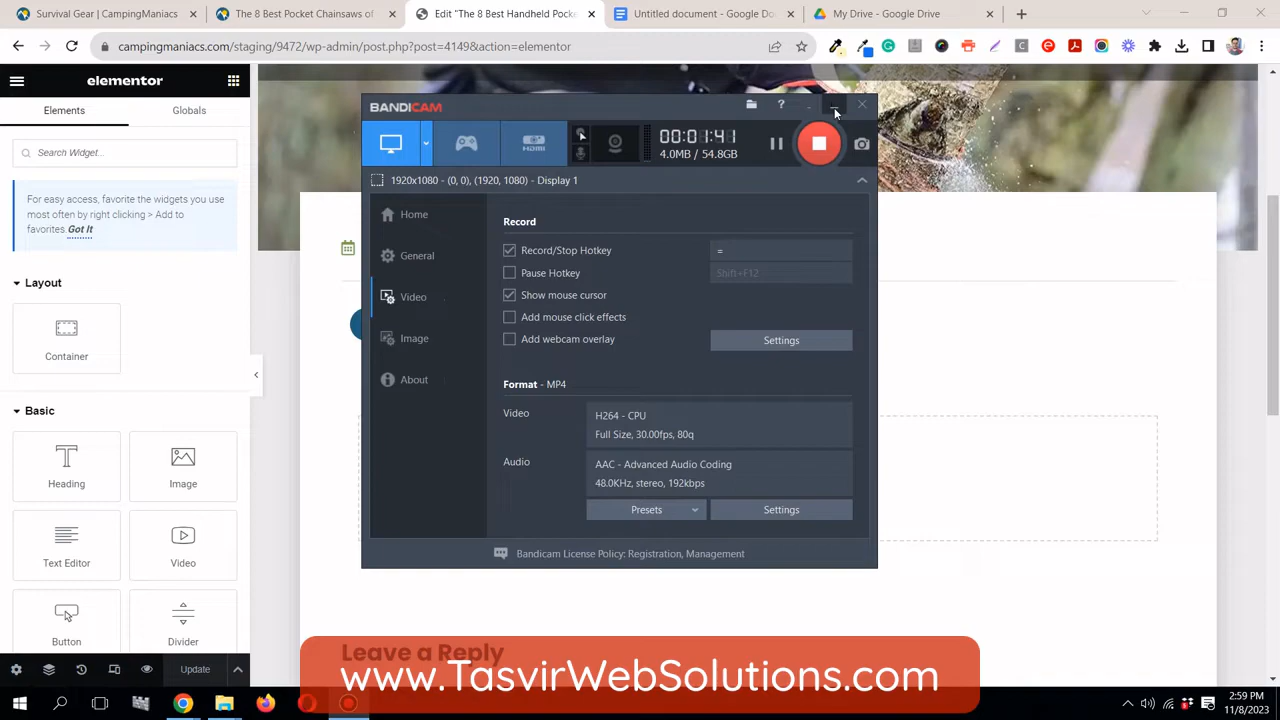 Survival Gear Categories - Cam
The 8 Best Pocket Chainsaws
Edit "The 8 Best Handheld Pocket
Untitled document - Google Doc
My Drive - Google Drive
campingmaniacs.com/staging/9472/wp-admin/post.php?post=4149&action=elementor
elementor
Elements
Globals
Search Widget...
For easy access, favorite the widgets you
use most often by right clicking > Add to
favorites. Got It
Layout
Container
Basic
Heading
Image
Text Editor
Video
Button
Divider
Update
BANDICAM
?
HDMI
00:01:41
4.0MB / 54.8GB
1920x1080 - (0, 0), (1920, 1080) - Display 1
Home
General
Video
Image
About
Record
Record/Stop Hotkey
=
Pause Hotkey
Shift+F12
Show mouse cursor
Add mouse click effects
Add webcam overlay
Settings
Format - MP4
Video
H264 - CPU
Full Size, 30.00fps, 80q
Audio
AAC - Advanced Audio Coding
48.0KHz, stereo, 192kbps
Presets
Settings
Bandicam License Policy: Registration, Management
Leave a Reply
www.TasvirWebSolutions.com
2:59 PM
11/8/2023